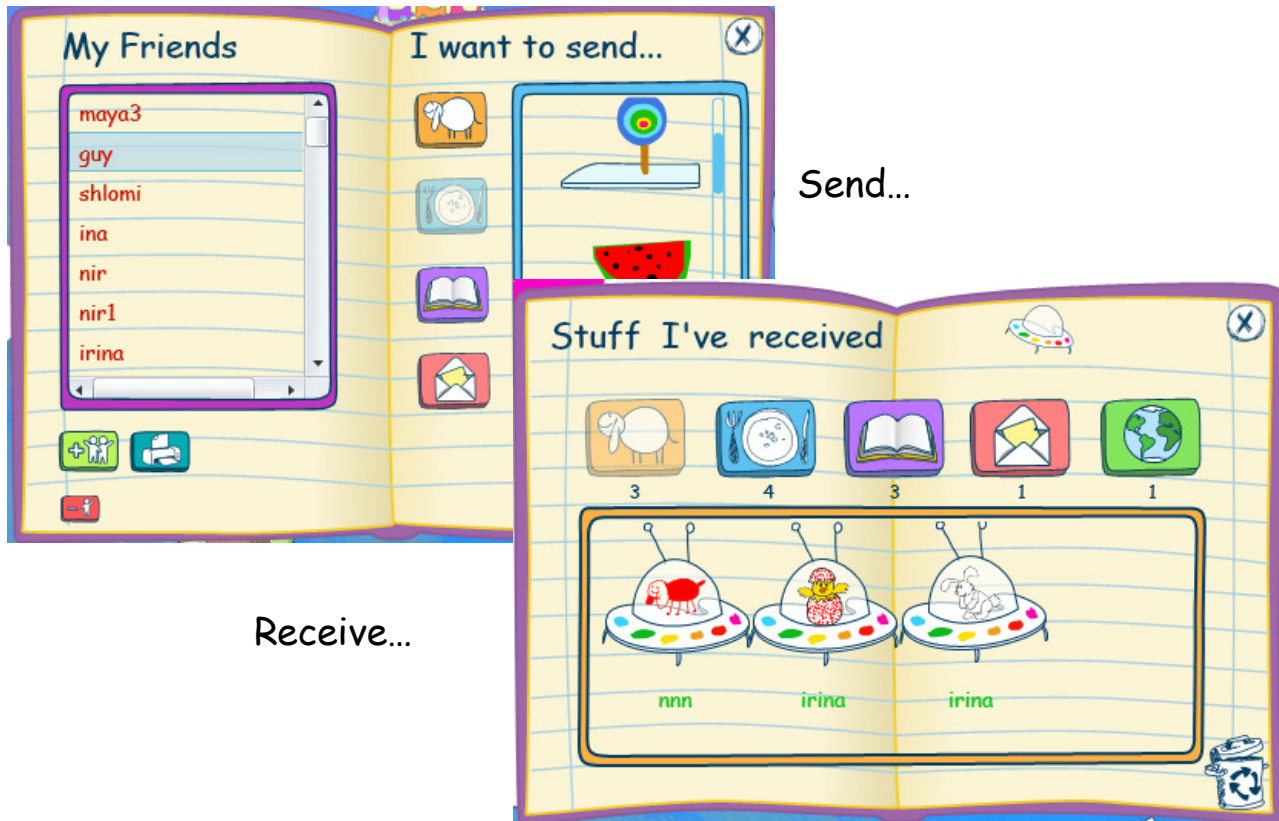 My Friends
I want to send...
maya3
guy
shlomi
ina
nir
nir1
irina
Send...
Stuff I've received
3 4 3 1 1
nnn irina irina
Receive...